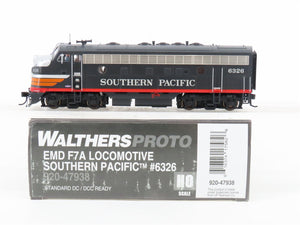 6326
SOUTHERN PACIFIC
WALTHERSPROTO
EMD F7A LOCOMOTIVE
SOUTHERN PACIFIC™ #6326
920-47938
STANDARD DC / DCC READY
HO
SCALE
920-47938